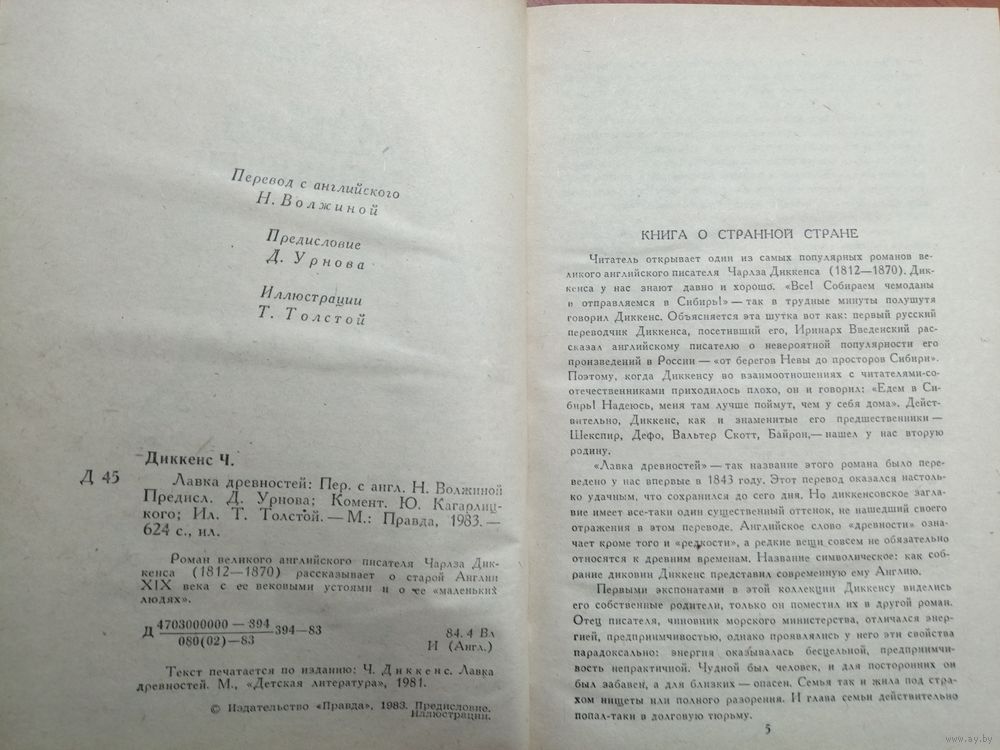 Перевод с английского
Н. Волжиной
Предисловие
Д. Урнова
Иллюстрации
Т. Толстой
Диккенс Ч.
Д 45
Лавка древностей: Пер. с англ. Н. Волжиной
Предисл. Д. Урнова; Комент. Ю. Кагарлиц-
кого; Ил. Т. Толстой. — М.: Правда, 1983. —
624 с., ил.
Роман великого английского писателя Чарлза Дик-
кенса (1812—1870) рассказывает о старой Англии
XIX века с ее вековыми устоями и о ее «маленьких
людях».
Д 4703000000 — 394
080(02)—83
394—83
84.4 Вл
И (Англ.)
Текст печатается по изданию: Ч. Диккенс. Лавка
древностей. М., «Детская литература», 1981.
© Издательство «Правда», 1983. Предисловие.
Иллюстрации.
КНИГА О СТРАННОЙ СТРАНЕ
Читатель открывает один из самых популярных романов ве-
ликого английского писателя Чарлза Диккенса (1812—1870). Дик-
кенса у нас знают давно и хорошо. «Все! Собираем чемоданы
и отправляемся в Сибирь!» — так в трудные минуты полушутя
говорил Диккенс. Объясняется эта шутка вот как: первый русский
переводчик Диккенса, посетивший его, Иринарх Введенский рас-
сказал английскому писателю о невероятной популярности его
произведений в России — «от берегов Невы до просторов Сибири».
Поэтому, когда Диккенсу во взаимоотношениях с читателями-со-
отечественниками приходилось плохо, он и говорил: «Едем в Си-
бирь! Надеюсь, меня там лучше поймут, чем у себя дома». Дейст-
вительно, Диккенс, как и знаменитые его предшественники —
Шекспир, Дефо, Вальтер Скотт, Байрон,— нашел у нас вторую
родину.
«Лавка древностей» — так название этого романа было пере-
ведено у нас впервые в 1843 году. Этот перевод оказался настоль-
ко удачным, что сохранился до сего дня. Но диккенсовское загла-
вие имеет все-таки один существенный оттенок, не нашедший своего
отражения в этом переводе. Английское слово «древности» озна-
чает кроме того и «редкости», а редкие вещи совсем не обязательно
относятся к древним временам. Название символическое: как соб-
рание диковин Диккенс представил современную ему Англию.
Первыми экспонатами в этой коллекции Диккенсу виделись
его собственные родители, только он поместил их в другой роман.
Отец писателя, чиновник морского министерства, отличался энер-
гией, предприимчивостью, однако проявлялись у него эти свойства
парадоксально: энергия оказывалась бесцельной, предприимчи-
вость непрактичной. Чудной был человек, и для посторонних он
был забавен, а для близких — опасен. Семья так и жила под стра-
хом нищеты или полного разорения. И глава семьи действительно
попал-таки в долговую тюрьму.
5
www.ay.by